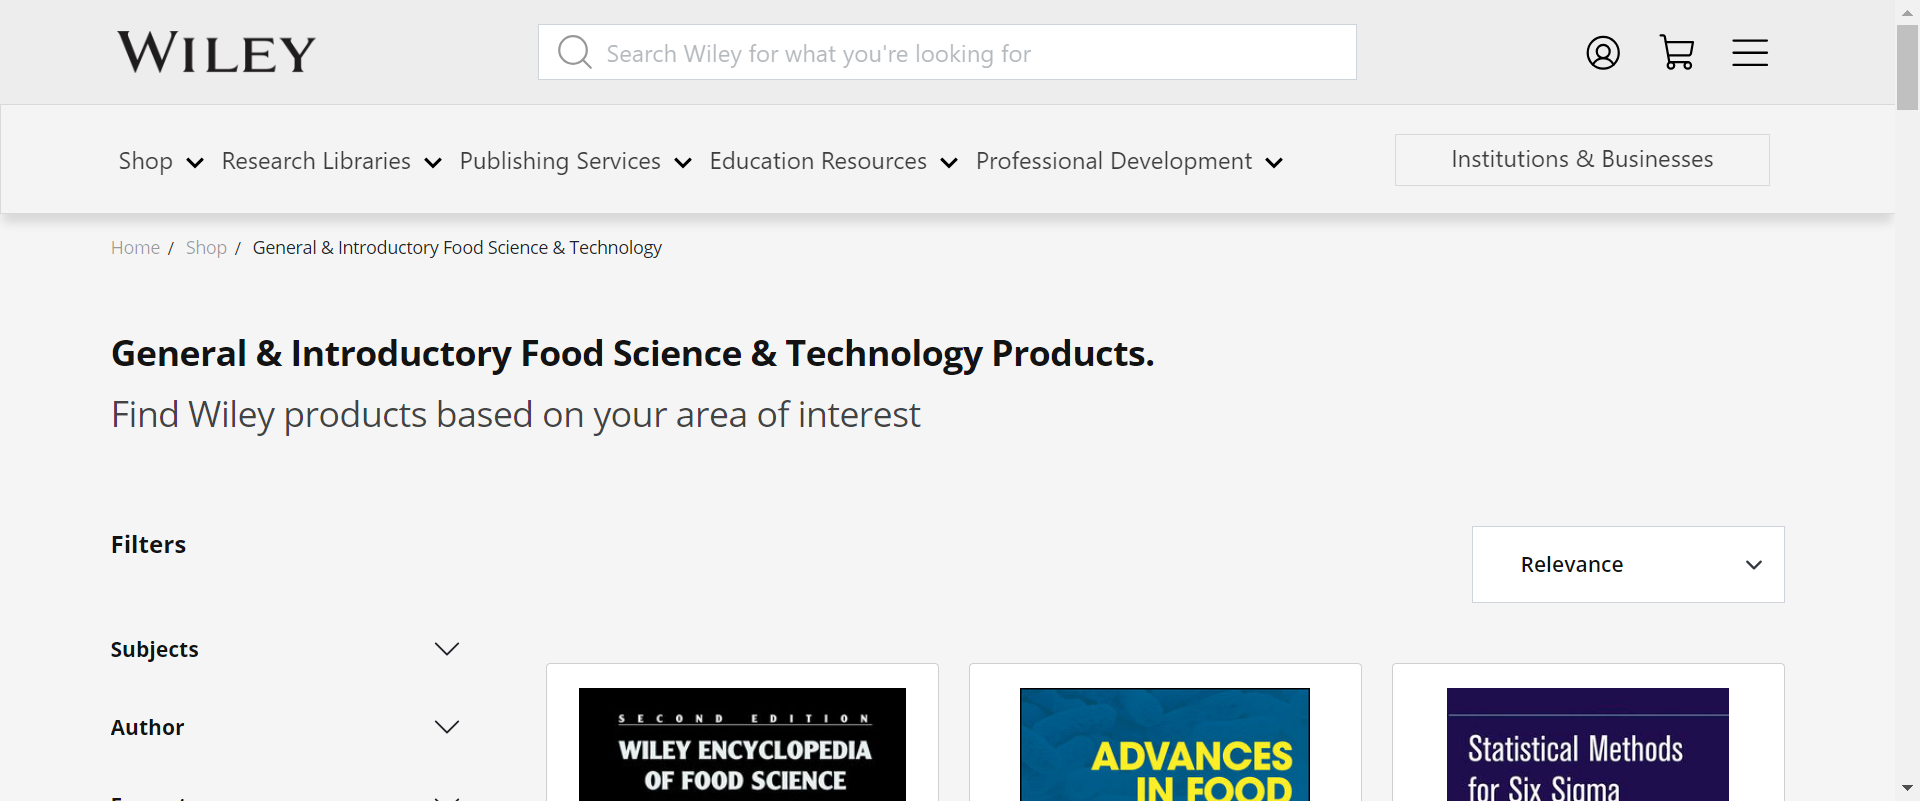 WILEY
Search Wiley for what you're looking for
Shop
Research Libraries
Publishing Services
Education Resources
Professional Development
Institutions & Businesses
Home / Shop / General & Introductory Food Science & Technology
General & Introductory Food Science & Technology Products.
Find Wiley products based on your area of interest
Filters
Relevance
Subjects
Author
SECOND EDITION
WILEY ENCYCLOPEDIA
OF FOOD SCIENCE
ADVANCES
IN FOOD
Statistical Methods
for Six Sigma